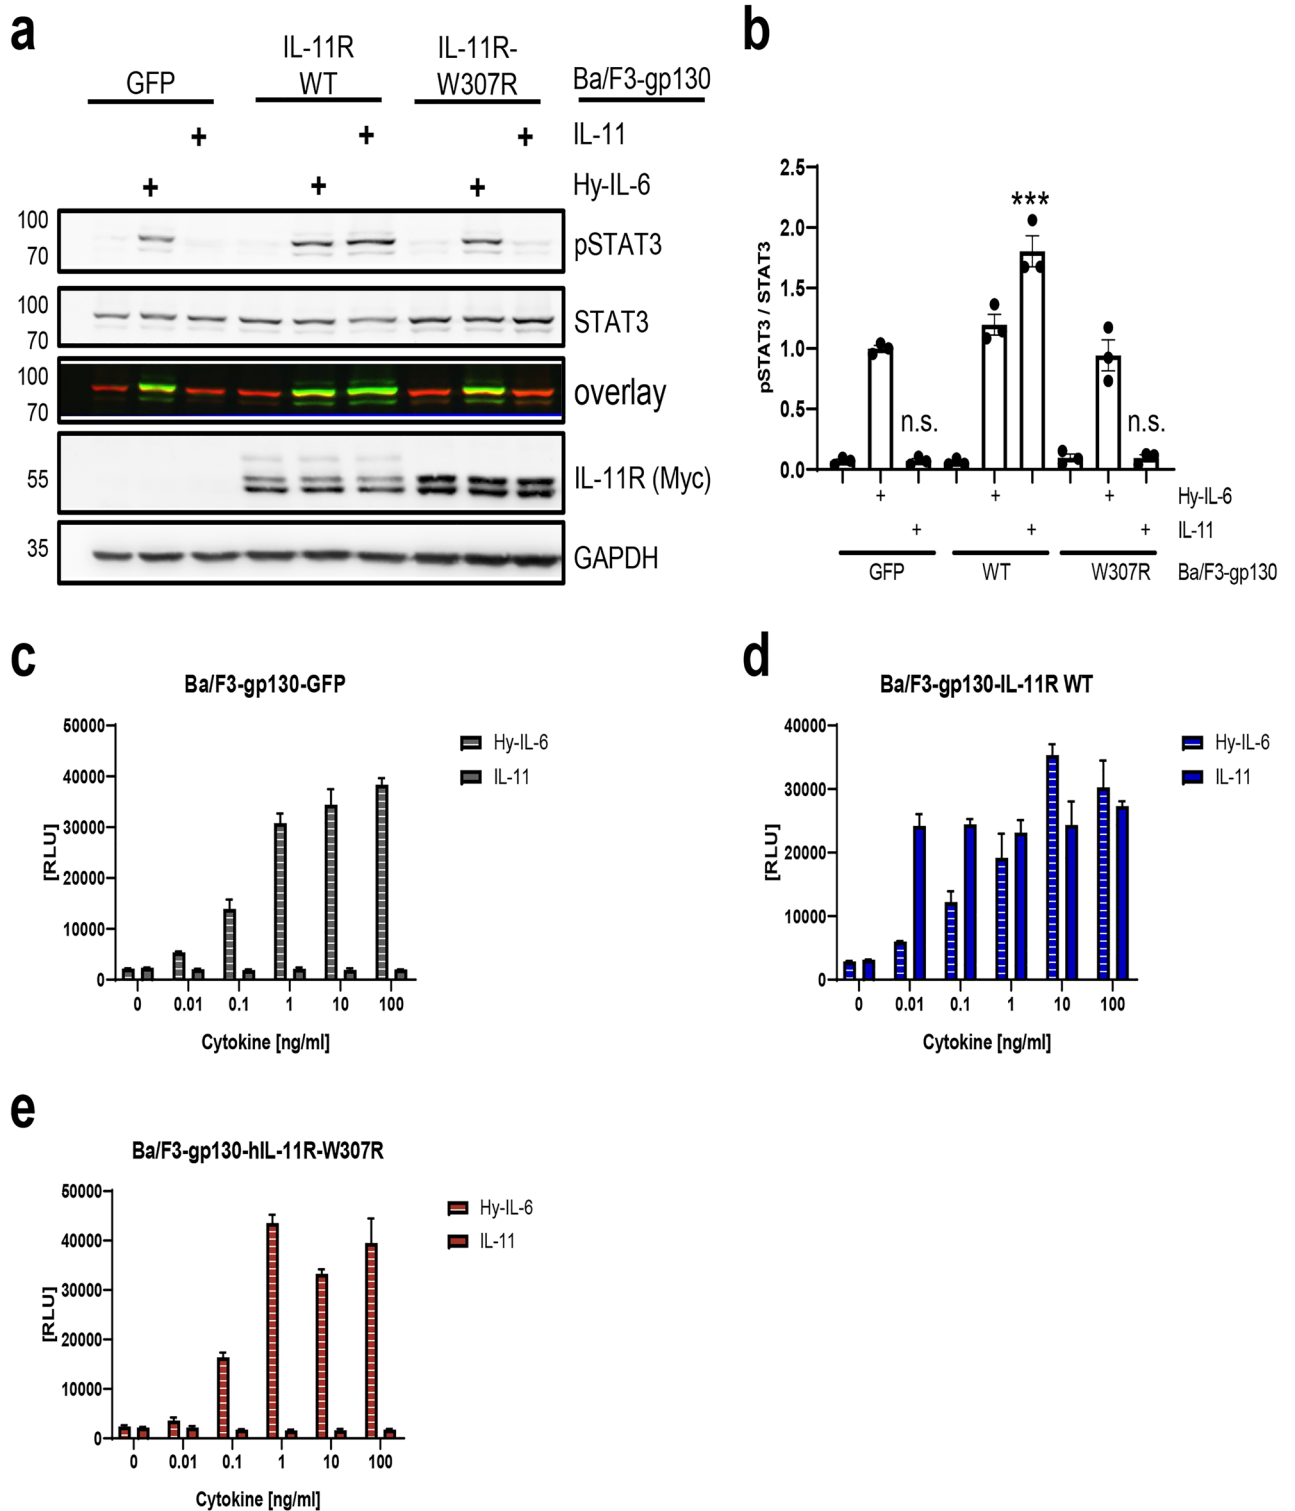 a
GFP
IL-11R
WT
IL-11R-
W307R
Ba/F3-gp130
+ + IL-11
+ + + Hy-IL-6
100
70
pSTAT3
100
70
STAT3
100
70
overlay
55
IL-11R (Myc)
35
GAPDH
b
pSTAT3 / STAT3
2.5
2.0
1.5
1.0
0.5
0.0
n.s.
***
n.s.
+ + + Hy-IL-6
+ + + IL-11
GFP WT W307R Ba/F3-gp130
c
Ba/F3-gp130-GFP
[RLU]
50000
40000
30000
20000
10000
0
0 0.01 0.1 1 10 100
Cytokine [ng/ml]
Hy-IL-6
IL-11
d
Ba/F3-gp130-IL-11R WT
[RLU]
40000
30000
20000
10000
0
0 0.01 0.1 1 10 100
Cytokine [ng/ml]
Hy-IL-6
IL-11
e
Ba/F3-gp130-hIL-11R-W307R
[RLU]
50000
40000
30000
20000
10000
0
0 0.01 0.1 1 10 100
Cytokine [ng/ml]
Hy-IL-6
IL-11